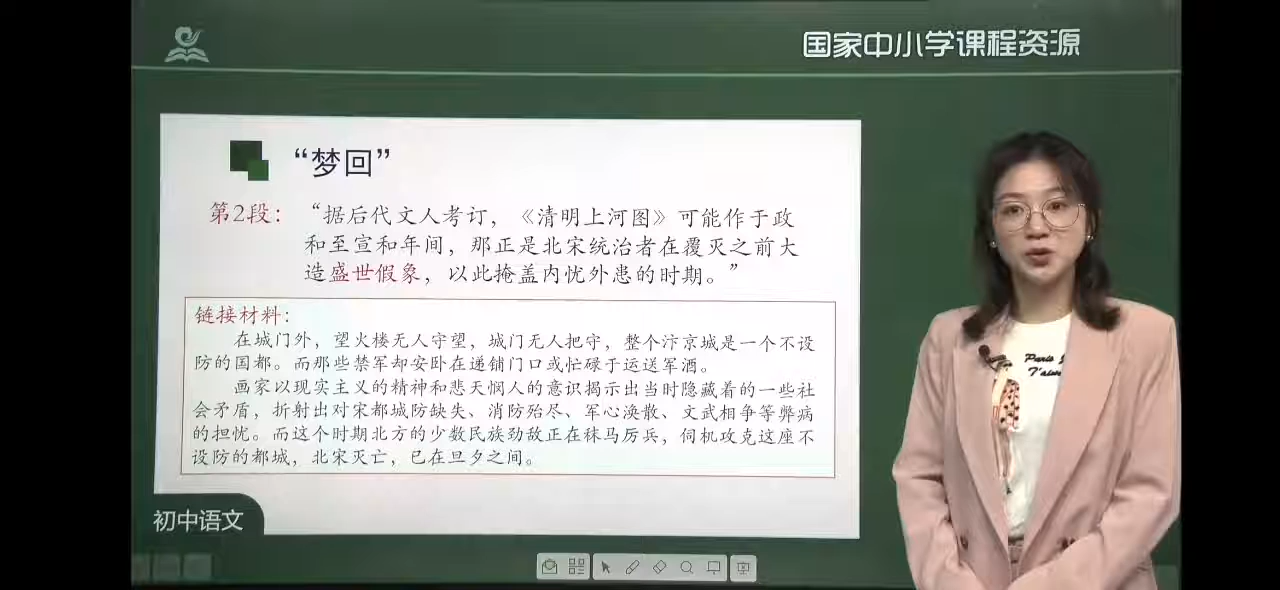 国家中小学课程资源
“梦回”
第2段：“据后代文人考订，《清明上河图》可能作于政
和至宣和年间，那正是北宋统治者在覆灭之前大
造盛世假象，以此掩盖内忧外患的时期。”
链接材料：
在城门外，望火楼无人守望，城门无人把守，整个汴京城是一个不设
防的国都。而那些禁军却安卧在递铺门口或忙碌于运送军酒。
画家以现实主义的精神和悲天悯人的意识揭示出当时隐藏着的一些社
会矛盾，折射出对宋都城防缺失、消防殆尽、军心涣散、文武相争等弊病
的担忧。而这个时期北方的少数民族劲敌正在秣马厉兵，伺机攻克这座不
设防的都城，北宋灭亡，已在旦夕之间。
初中语文